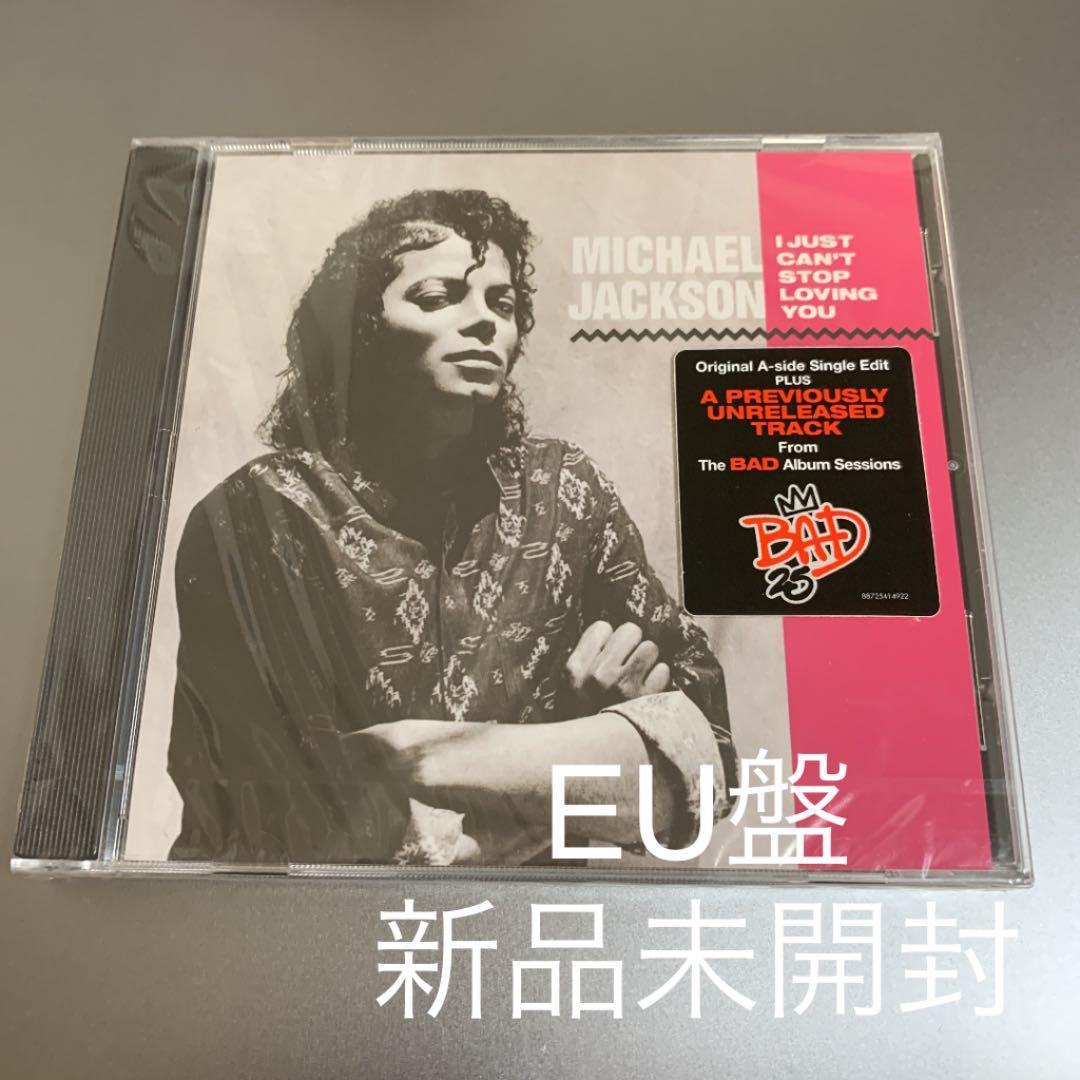 MICHAEL
JACKSON
I JUST
CAN'T
STOP
LOVING
YOU
Original A-side Single Edit
PLUS
A PREVIOUSLY
UNRELEASED
TRACK
From
The BAD Album Sessions
BAD
25
88725414922
EU盤
新品未開封